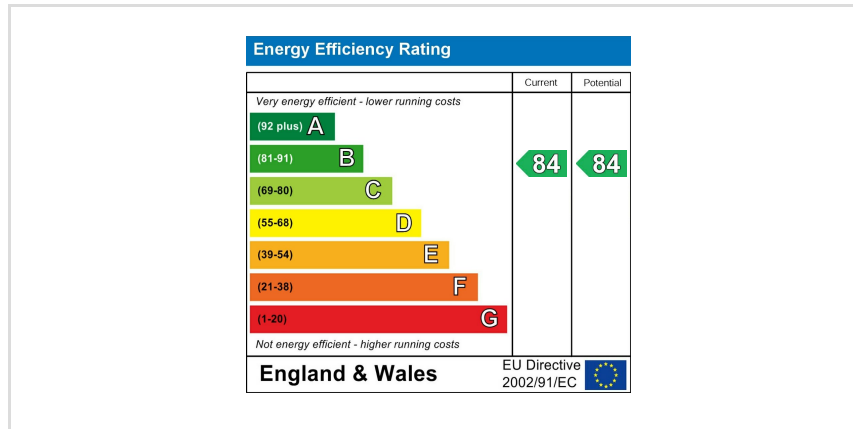 Energy Efficiency Rating
Current Potential
Very energy efficient - lower running costs
(92 plus) A
(81-91) B 84 84
(69-80) C
(55-68) D
(39-54) E
(21-38) F
(1-20) G
Not energy efficient - higher running costs
England & Wales
EU Directive
2002/91/EC